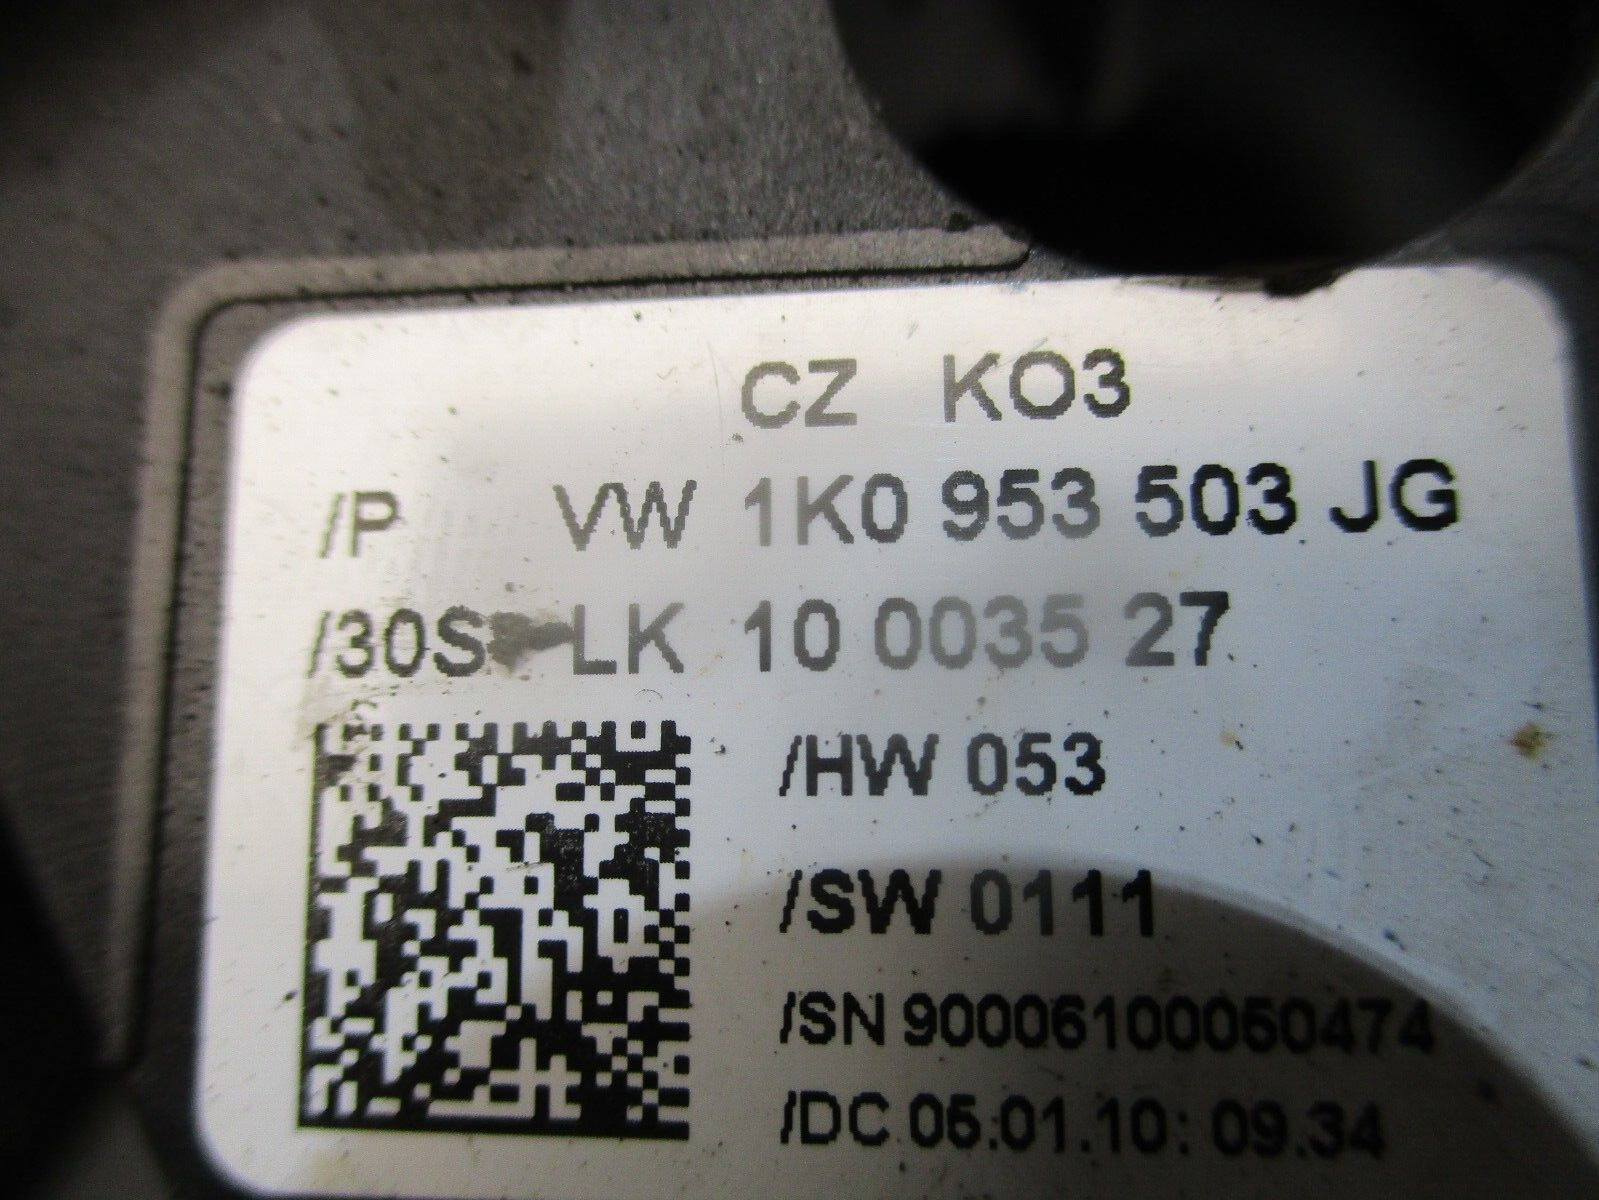 CZ KO3
/P VW 1K0 953 503 JG
/30S LK 10 0035 27
/HW 053
/SW 0111
/SN 90006100060474
/DC 05.01.10: 09.34